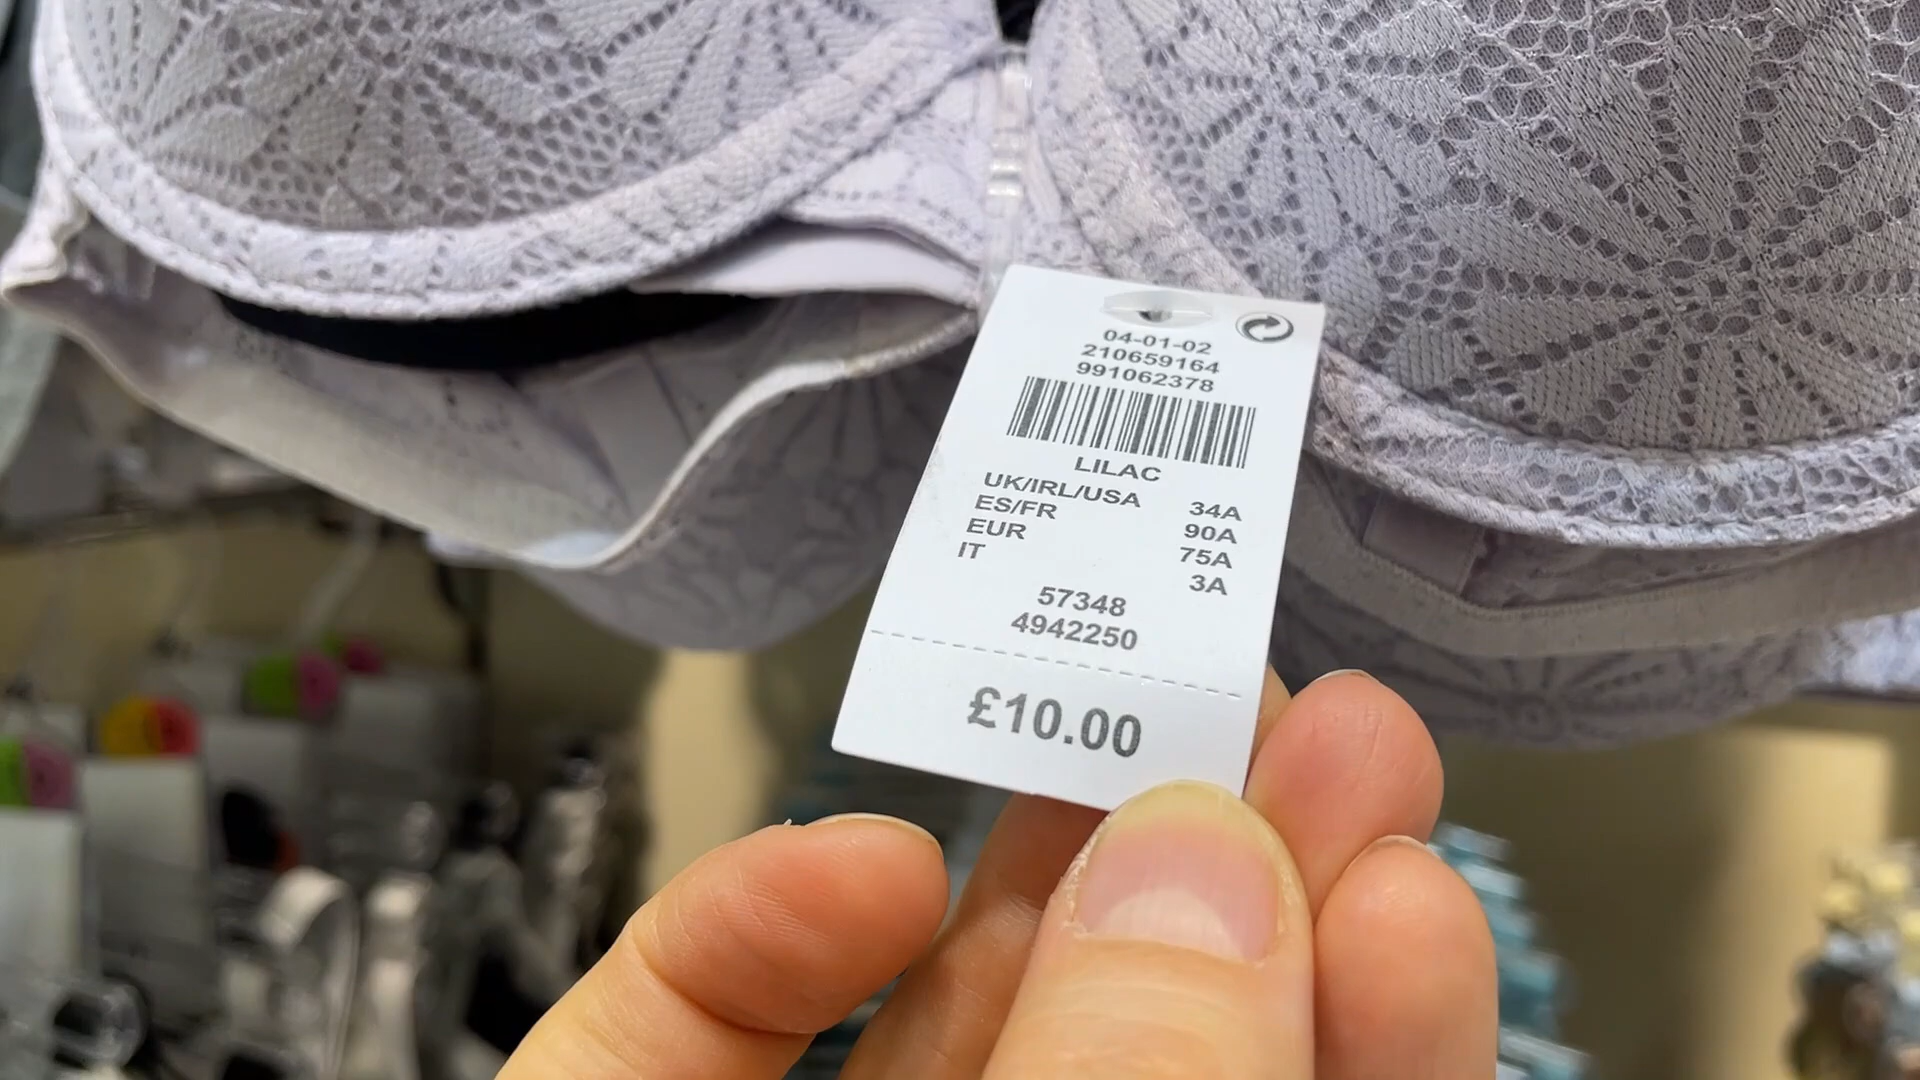 04-01-02
210659164
991062378
LILAC
UK/IRL/USA 34A
ES/FR 90A
EUR 75A
IT 3A
57348
4942250
£10.00